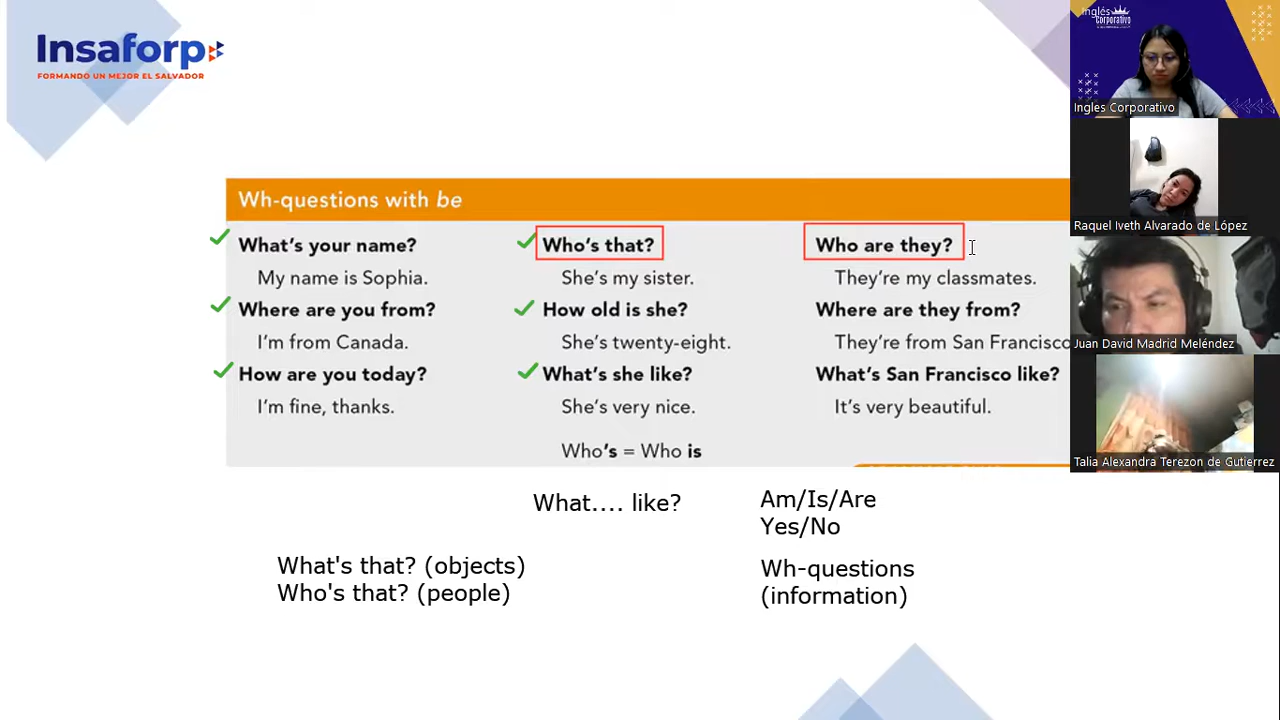 Insaforp
FORMANDO UN MEJOR EL SALVADOR
Wh-questions with be
What's your name?
My name is Sophia.
Where are you from?
I'm from Canada.
How are you today?
I'm fine, thanks.
Who's that?
She's my sister.
How old is she?
She's twenty-eight.
What's she like?
She's very nice.
Who's = Who is
Who are they?
They're my classmates.
Where are they from?
They're from San Francisco
What's San Francisco like?
It's very beautiful.
What.... like?
Am/Is/Are
Yes/No
What's that? (objects)
Who's that? (people)
Wh-questions
(information)
Inglés
Corporativo
Ingles Corporativo
Raquel Iveth Alvarado de López
Juan David Madrid Meléndez
Talia Alexandra Terezon de Gutierrez